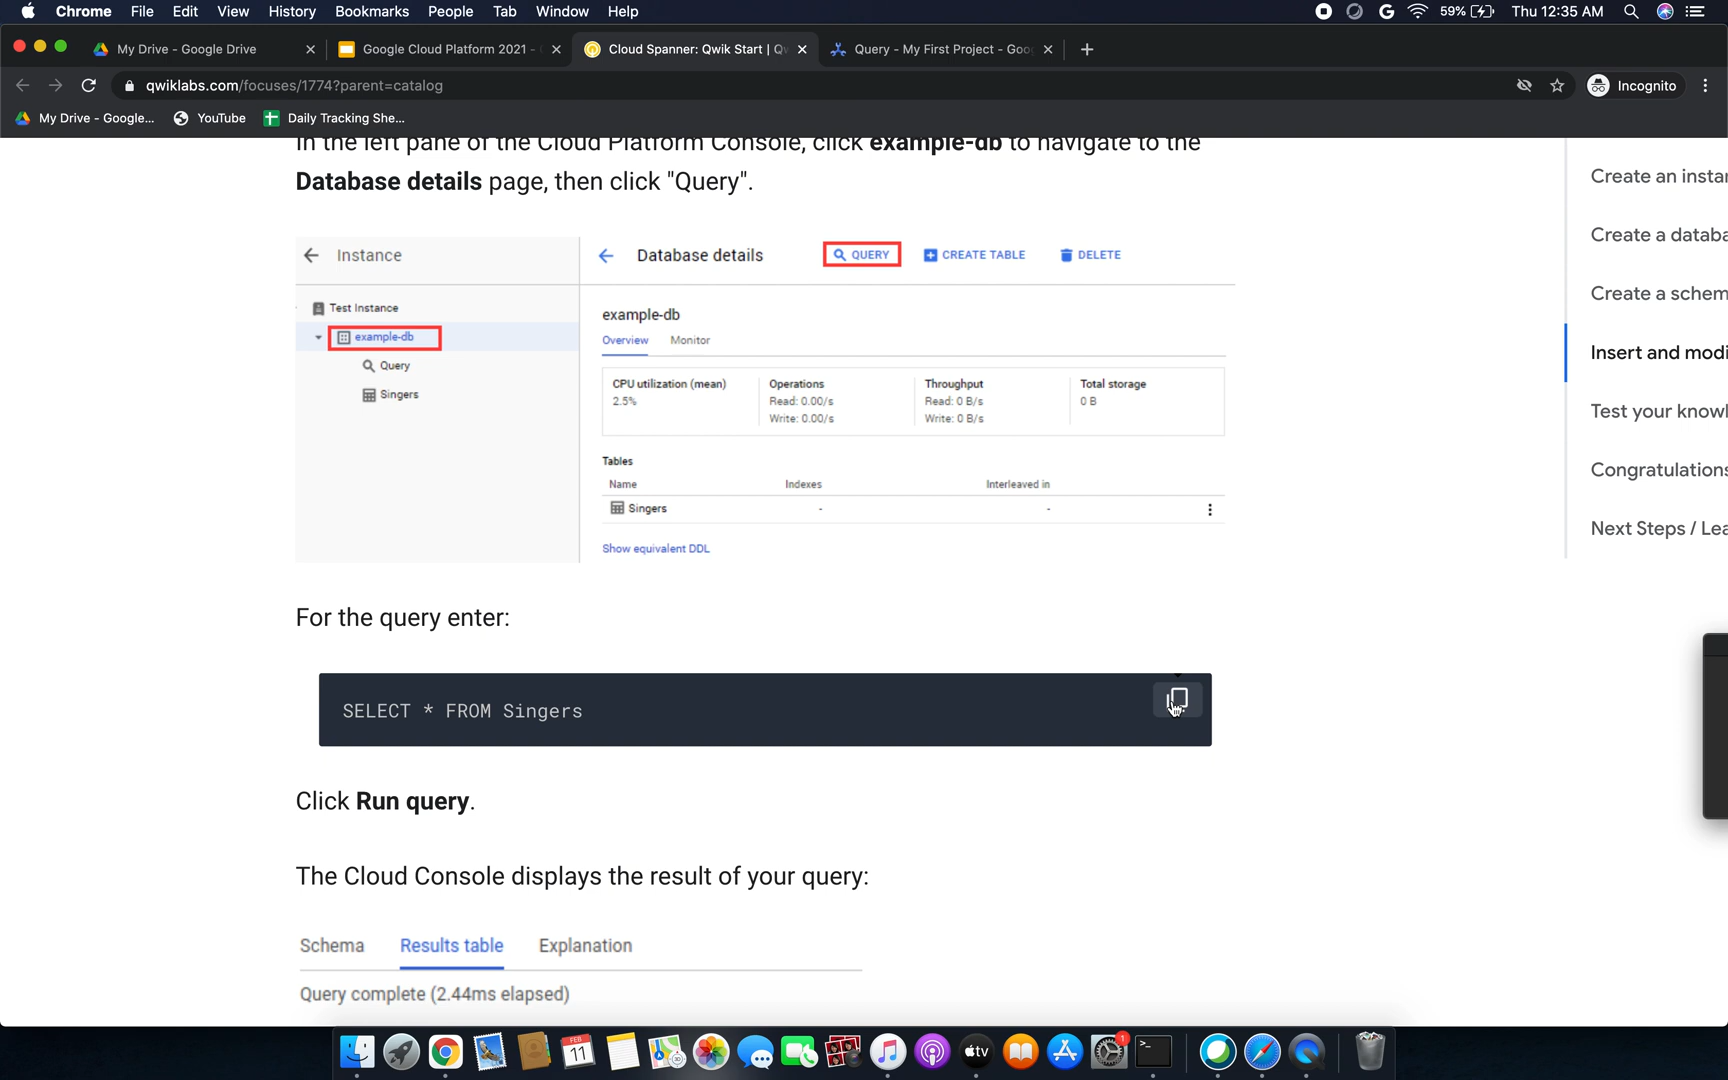 Chrome File Edit View History Bookmarks People Tab Window Help 59% Thu 12:35 AM
My Drive - Google Drive Google Cloud Platform 2021 - Cloud Spanner: Qwik Start | Qw Query - My First Project - Goo
qwiklabs.com/focuses/1774?parent=catalog Incognito
My Drive - Google... YouTube Daily Tracking She...
In the left pane of the Cloud Platform Console, click example-db to navigate to the
Database details page, then click "Query".
Instance Database details QUERY CREATE TABLE DELETE
Test Instance
example-db
Query
Singers
example-db
Overview Monitor
CPU utilization (mean) Operations Throughput Total storage
2.5% Read: 0.00/s Read: 0 B/s 0 B
Write: 0.00/s Write: 0 B/s
Tables
Name Indexes Interleaved in
Singers - -
Show equivalent DDL
For the query enter:
SELECT * FROM Singers
Click Run query.
The Cloud Console displays the result of your query:
Schema Results table Explanation
Query complete (2.44ms elapsed)
Create an instan
Create a databa
Create a schem
Insert and modi
Test your knowl
Congratulations
Next Steps / Lea
FEB
11
tv
1